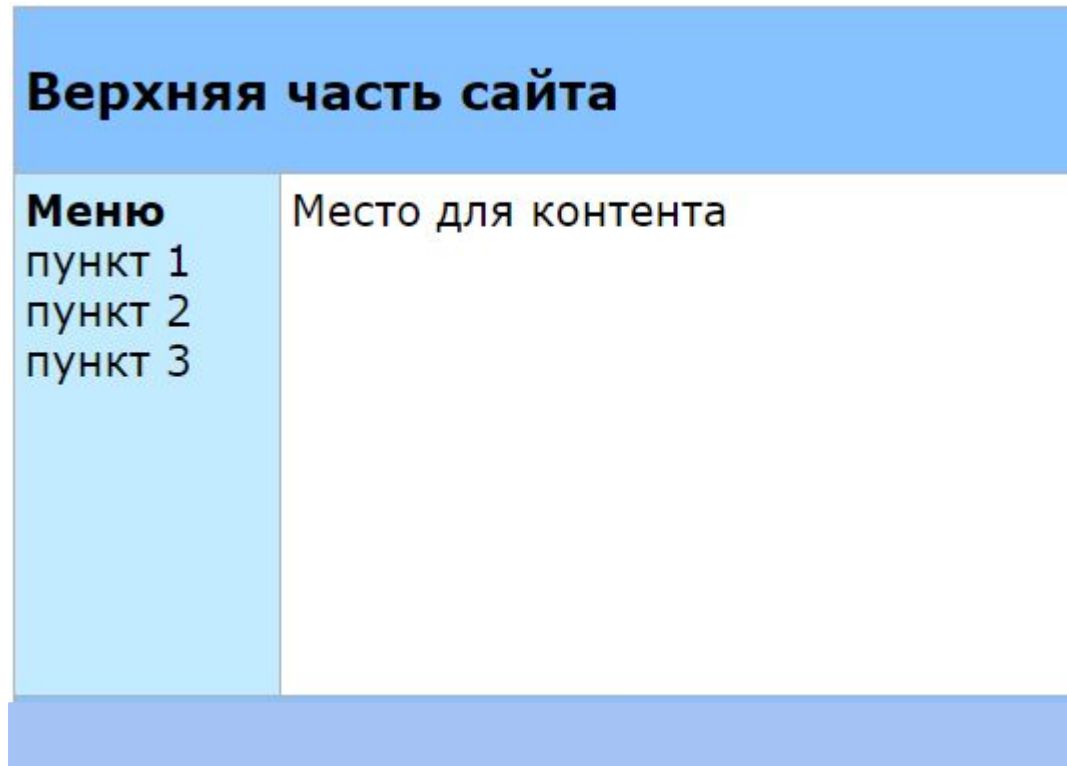 Верхняя часть сайта
Меню
пункт 1
пункт 2
пункт 3
Место для контента